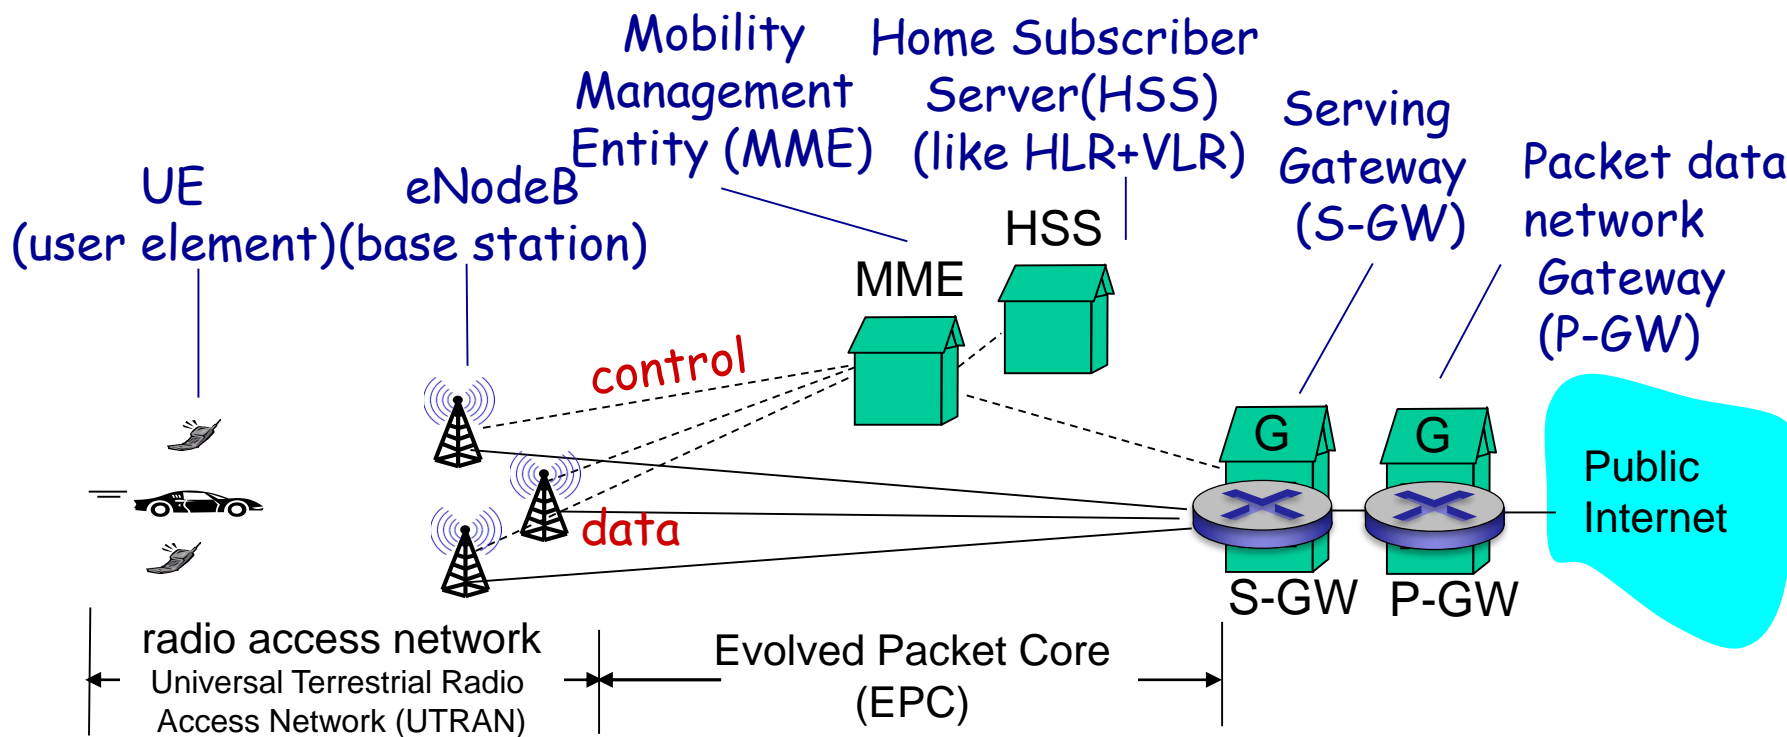 Mobility
Management
Entity (MME)
Home Subscriber
Server(HSS)
(like HLR+VLR)
Serving
Gateway
(S-GW)
Packet data
network
Gateway
(P-GW)
UE
(user element)
eNodeB
(base station)
HSS
MME
control
data
G
G
S-GW
P-GW
Public
Internet
radio access network
Universal Terrestrial Radio
Access Network (UTRAN)
Evolved Packet Core
(EPC)